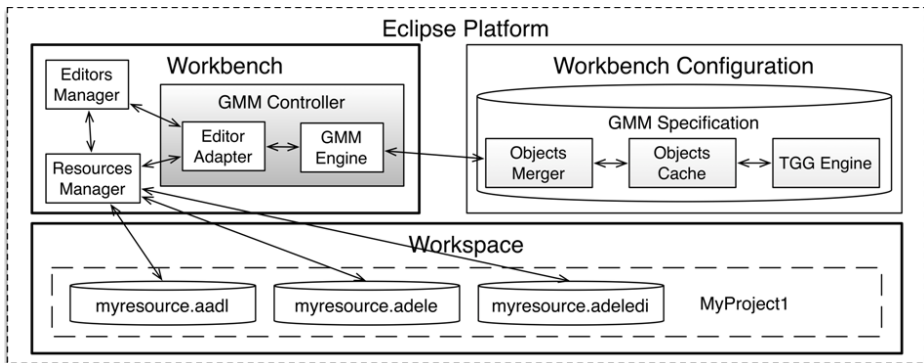 Eclipse Platform
Workbench
Editors
Manager
GMM Controller
Editor
Adapter
GMM
Engine
Resources
Manager
Workbench Configuration
GMM Specification
Objects
Merger
Objects
Cache
TGG Engine
Workspace
myresource.aadl
myresource.adele
myresource.adeledi
MyProject1